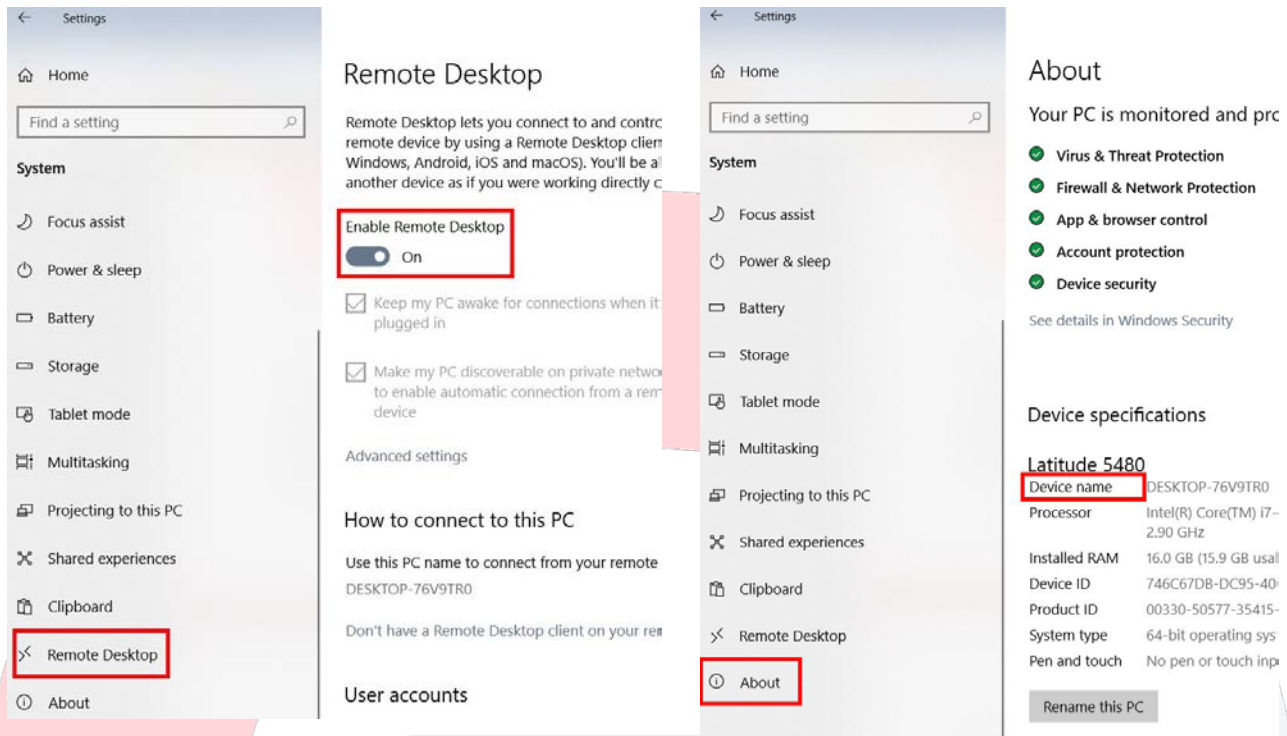 Settings
Home
Find a setting
System
Focus assist
Power & sleep
Battery
Storage
Tablet mode
Multitasking
Projecting to this PC
Shared experiences
Clipboard
Remote Desktop
About
Remote Desktop
Remote Desktop lets you connect to and
remote device by using a Remote Desktop
Windows, Android, iOS and macOS). You'll be
another device as if you were working directly
Enable Remote Desktop
On
Keep my PC awake for connections when it
plugged in
Make my PC discoverable on private
to enable automatic connection from a
device
Advanced settings
How to connect to this PC
Use this PC name to connect from your remote
DESKTOP-76V9TR0
Don't have a Remote Desktop client on your
User accounts
Settings
Home
Find a setting
System
Focus assist
Power & sleep
Battery
Storage
Tablet mode
Multitasking
Projecting to this PC
Shared experiences
Clipboard
Remote Desktop
About
About
Your PC is monitored and
Virus & Threat Protection
Firewall & Network Protection
App & browser control
Account protection
Device security
See details in Windows Security
Device specifications
Latitude 5480
Device name DESKTOP-76V9TR0
Processor Intel(R) Core(TM) i7-
2.90 GHz
Installed RAM 16.0 GB (15.9 GB
Device ID 746C67DB-DC95-40
Product ID 00330-50577-35415-
System type 64-bit operating
Pen and touch No pen or touch
Rename this PC